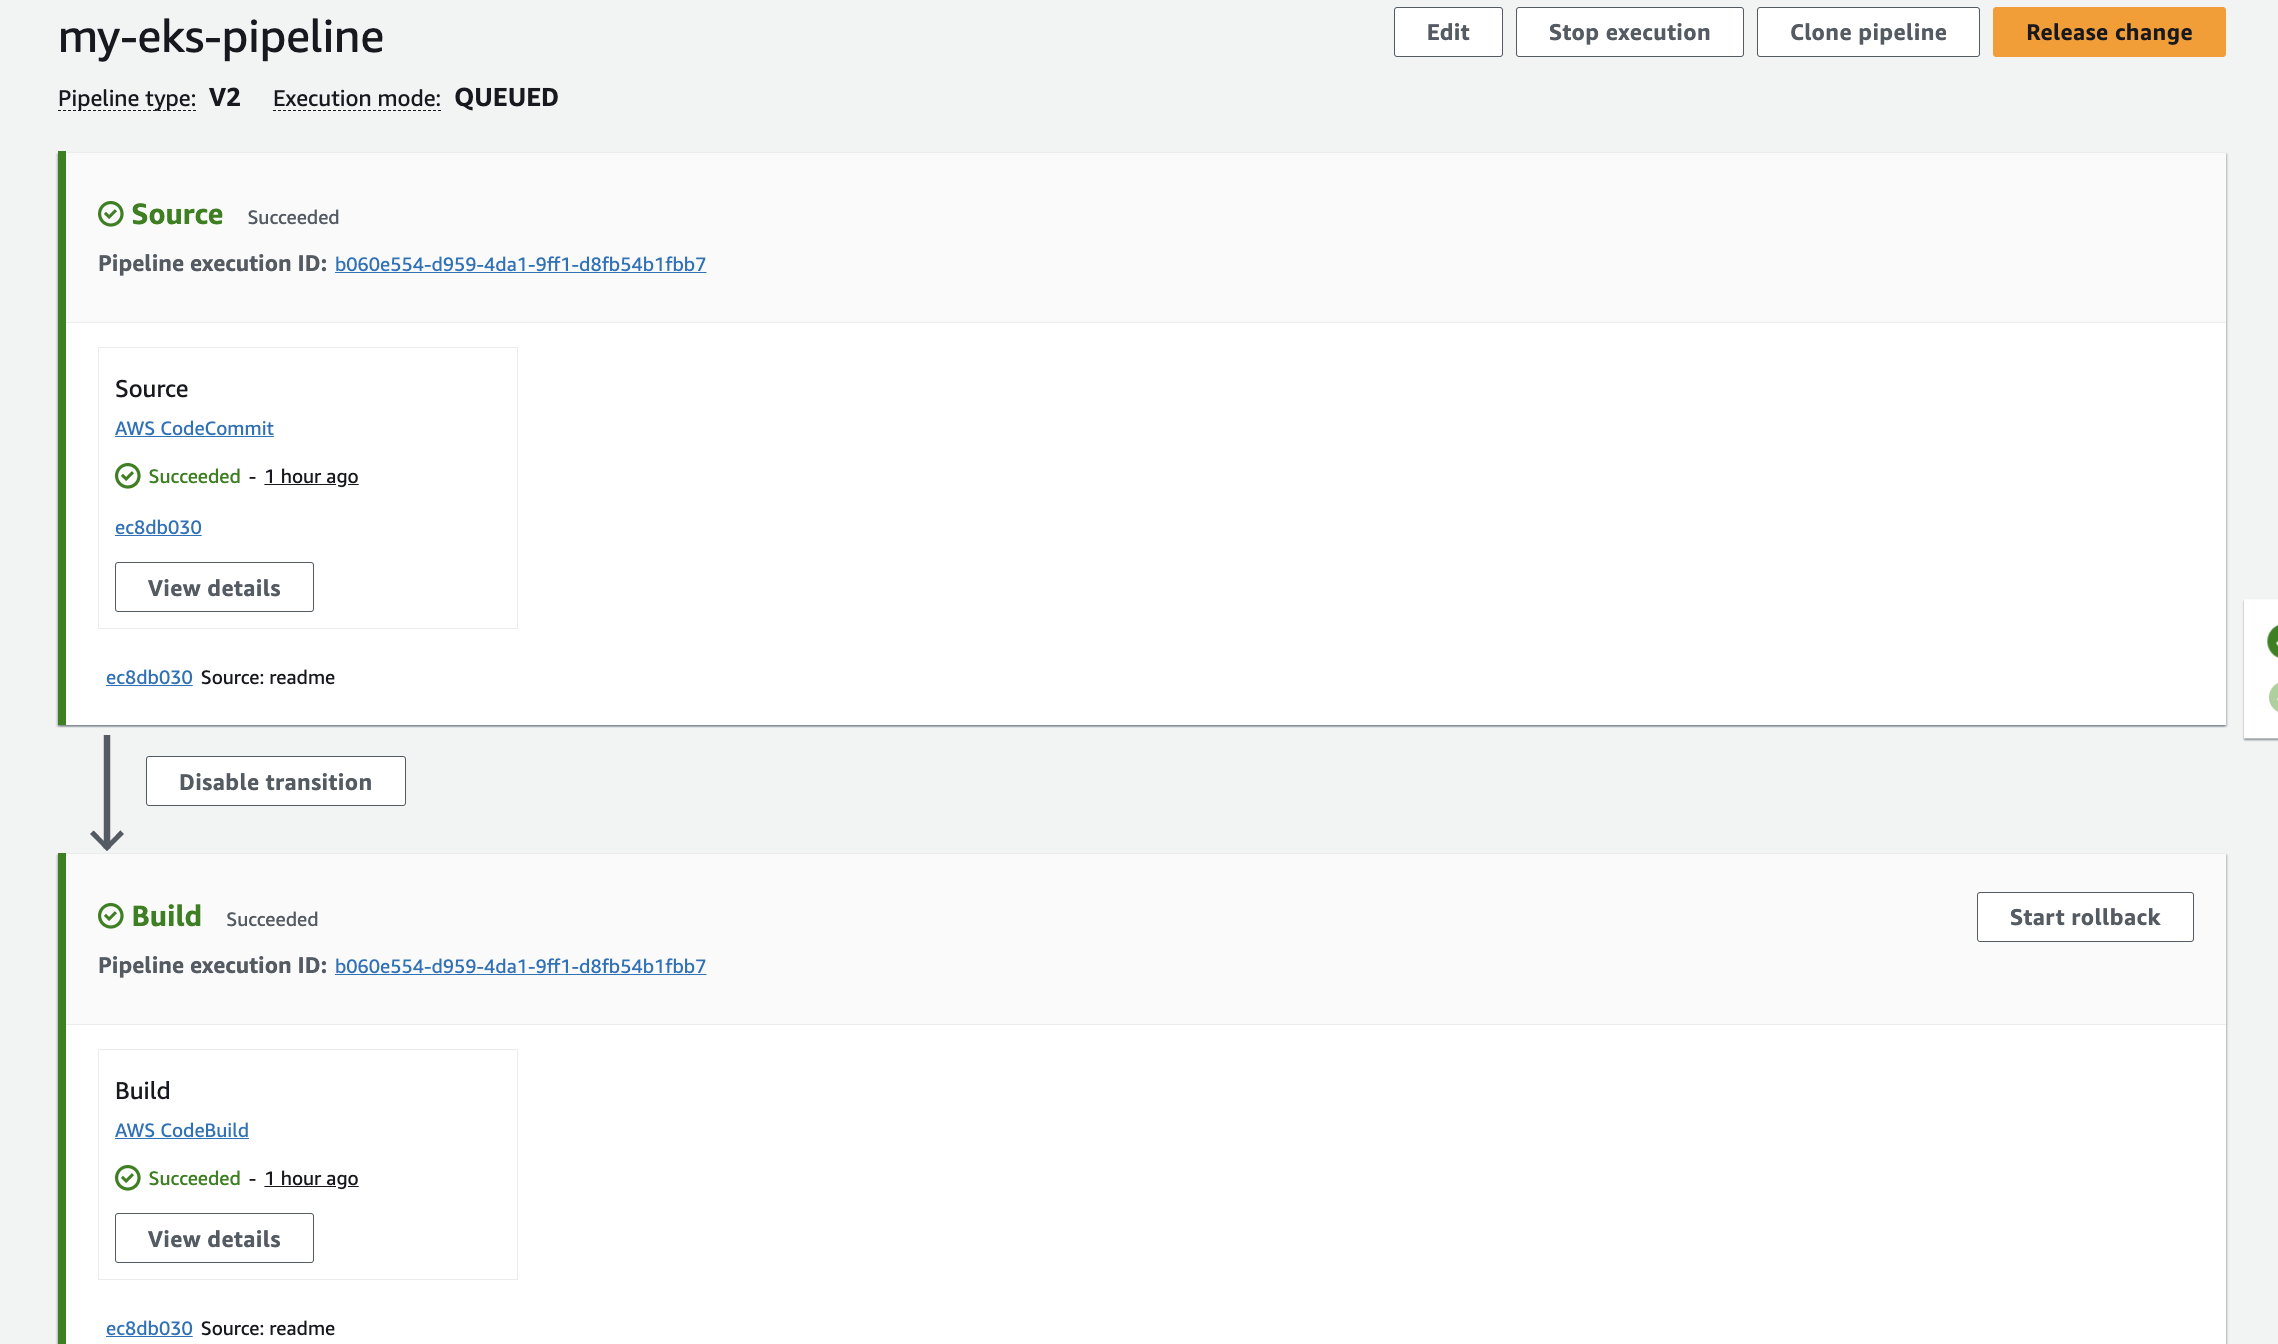 my-eks-pipeline
Edit
Stop execution
Clone pipeline
Release change
Pipeline type: V2 Execution mode: QUEUED
Source Succeeded
Pipeline execution ID: b060e554-d959-4da1-9ff1-d8fb54b1fbb7
Source
AWS CodeCommit
Succeeded - 1 hour ago
ec8db030
View details
ec8db030 Source: readme
Disable transition
Build Succeeded
Start rollback
Pipeline execution ID: b060e554-d959-4da1-9ff1-d8fb54b1fbb7
Build
AWS CodeBuild
Succeeded - 1 hour ago
View details
ec8db030 Source: readme